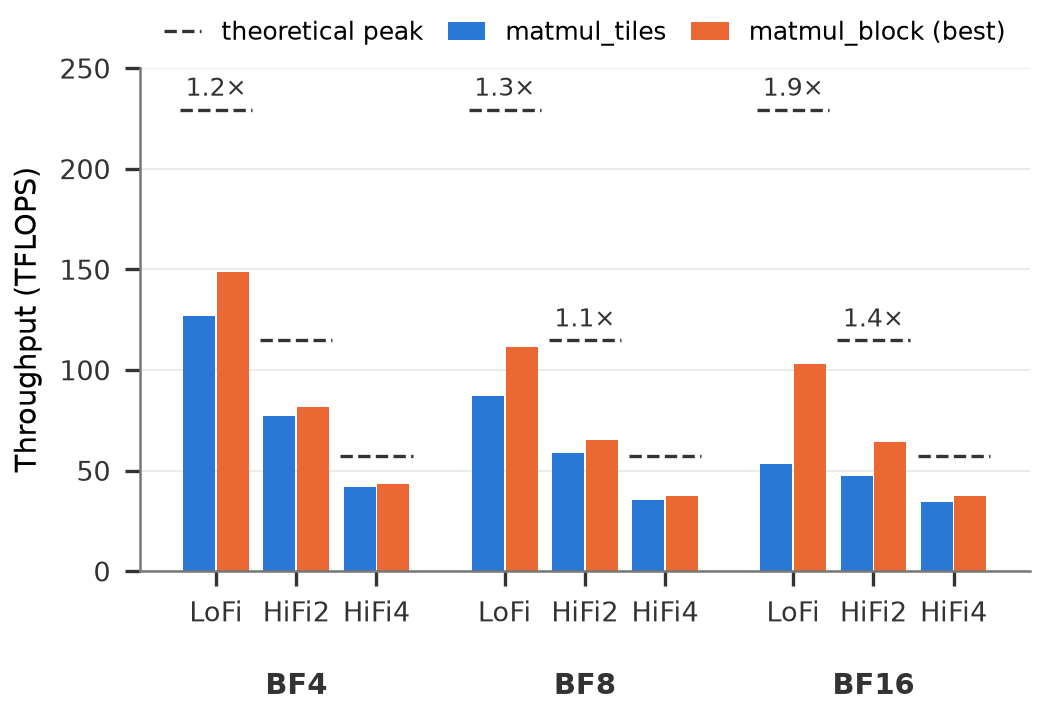 theoretical peak matmul_tiles matmul_block (best)
Throughput (TFLOPS)
250
200
150
100
50
0
1.2× 1.3× 1.9×
1.1× 1.4×
LoFi HiFi2 HiFi4 LoFi HiFi2 HiFi4 LoFi HiFi2 HiFi4
BF4 BF8 BF16